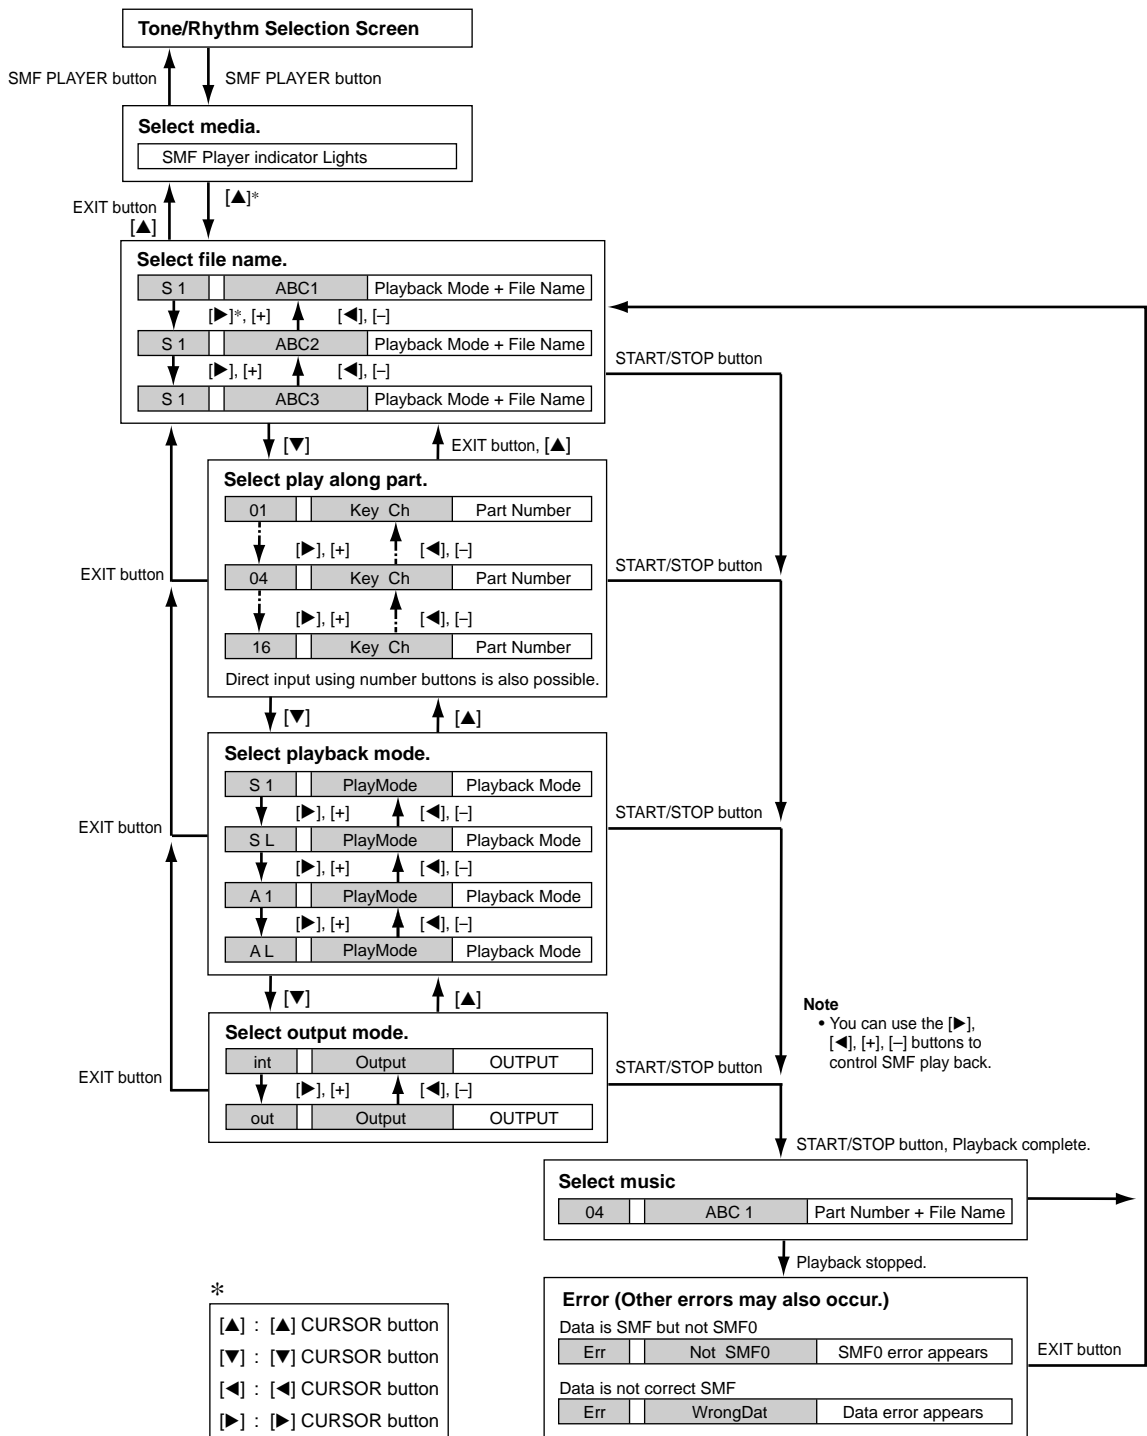 Tone/Rhythm Selection Screen
SMF PLAYER button
SMF PLAYER button
Select media.
SMF Player indicator Lights
EXIT button
[▲]
[▲]*
Select file name.
S 1 ABC1 Playback Mode + File Name
[▶]*, [+] [◀], [–]
S 1 ABC2 Playback Mode + File Name
[▶], [+] [◀], [–]
S 1 ABC3 Playback Mode + File Name
START/STOP button
[▼]
EXIT button, [▲]
Select play along part.
01 Key Ch Part Number
[▶], [+] [◀], [–]
04 Key Ch Part Number
[▶], [+] [◀], [–]
16 Key Ch Part Number
Direct input using number buttons is also possible.
EXIT button
START/STOP button
[▼]
[▲]
Select playback mode.
S 1 PlayMode Playback Mode
[▶], [+] [◀], [–]
S L PlayMode Playback Mode
[▶], [+] [◀], [–]
A 1 PlayMode Playback Mode
[▶], [+] [◀], [–]
A L PlayMode Playback Mode
EXIT button
START/STOP button
[▼]
[▲]
Select output mode.
int Output OUTPUT
[▶], [+] [◀], [–]
out Output OUTPUT
EXIT button
START/STOP button
Note
• You can use the [▶],
[◀], [+], [–] buttons to
control SMF play back.
START/STOP button, Playback complete.
Select music
04 ABC 1 Part Number + File Name
Playback stopped.
Error (Other errors may also occur.)
Data is SMF but not SMF0
Err Not SMF0 SMF0 error appears
Data is not correct SMF
Err WrongDat Data error appears
EXIT button
*
[▲] : [▲] CURSOR button
[▼] : [▼] CURSOR button
[◀] : [◀] CURSOR button
[▶] : [▶] CURSOR button